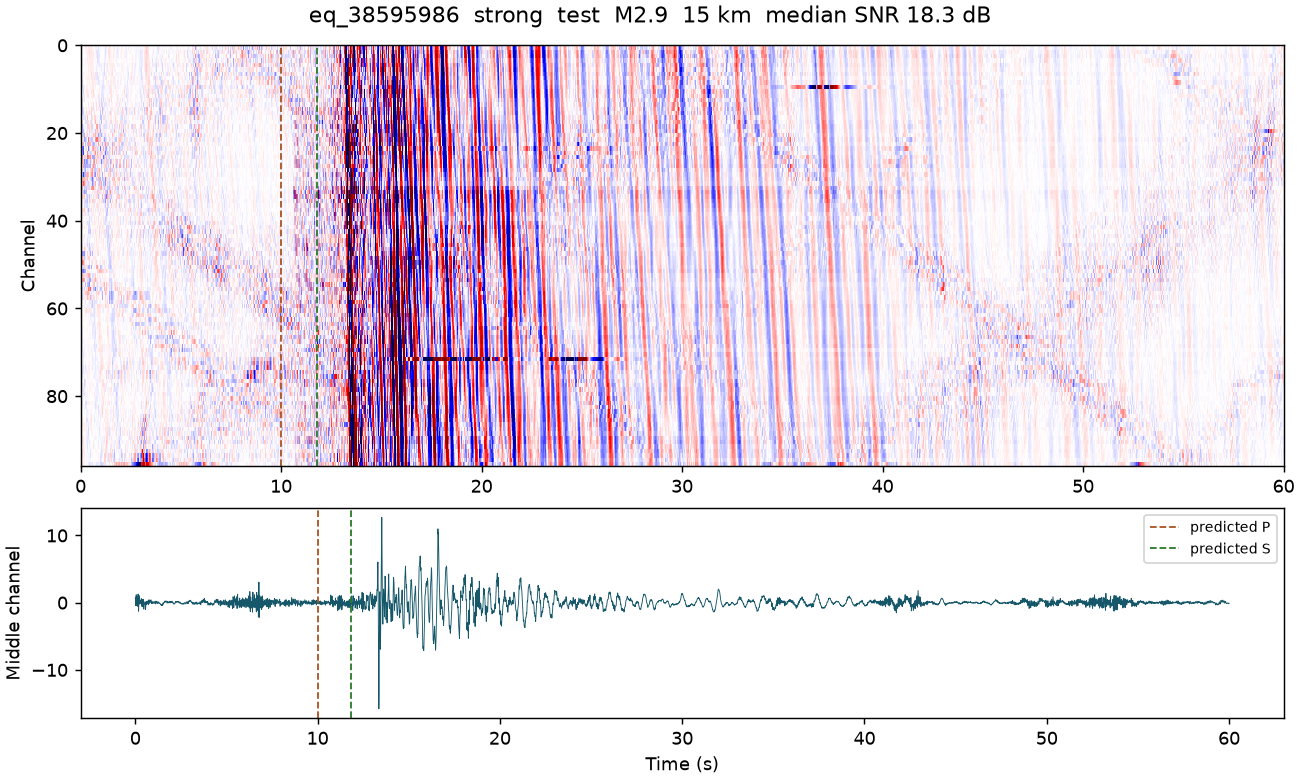 eq_38595986 strong test M2.9 15 km median SNR 18.3 dB
Channel
0
20
40
60
80
0 10 20 30 40 50 60
Middle channel
10
0
−10
predicted P
predicted S
0 10 20 30 40 50 60
Time (s)